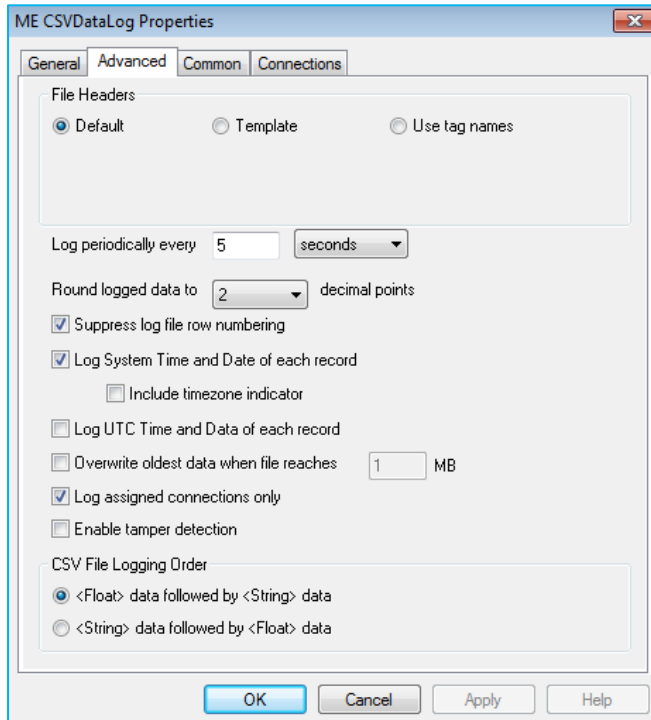 ME CSVDataLog Properties
General Advanced Common Connections
File Headers
Default Template Use tag names
Log periodically every 5 seconds
Round logged data to 2 decimal points
Suppress log file row numbering
Log System Time and Date of each record
Include timezone indicator
Log UTC Time and Data of each record
Overwrite oldest data when file reaches 1 MB
Log assigned connections only
Enable tamper detection
CSV File Logging Order
<Float> data followed by <String> data
<String> data followed by <Float> data
OK Cancel Apply Help